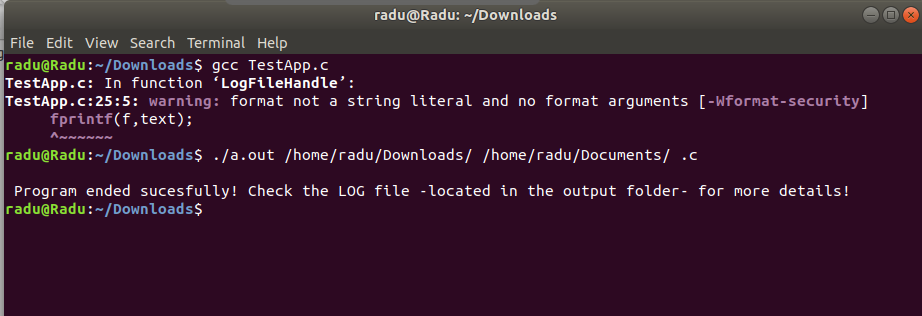 radu@Radu: ~/Downloads
File Edit View Search Terminal Help
radu@Radu:~/Downloads$ gcc TestApp.c
TestApp.c: In function ‘LogFileHandle’:
TestApp.c:25:5: warning: format not a string literal and no format arguments [-Wformat-security]
     fprintf(f,text);
     ^~~~~~~
radu@Radu:~/Downloads$ ./a.out /home/radu/Downloads/ /home/radu/Documents/ .c
 Program ended sucesfully! Check the LOG file -located in the output folder- for more details!
radu@Radu:~/Downloads$